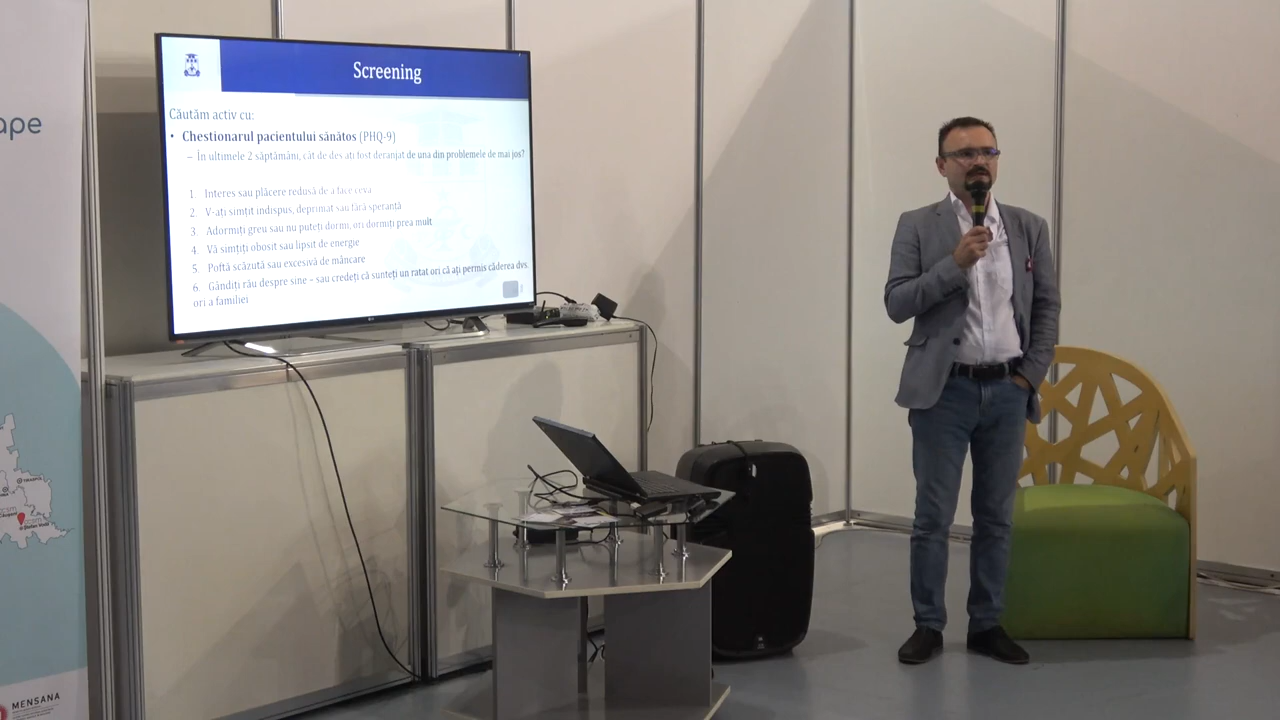 ape
Screening
Căutăm activ cu:
• Chestionarul pacientului sănătos (PHQ-9)
– În ultimele 2 săptămâni, cât de des ați fost deranjat de una din problemele de mai jos?
1. Interes sau plăcere redusă de a face ceva
2. V-ați simțit indispus, deprimat sau fără speranță
3. Adormiți greu sau nu puteți dormi, ori dormiți prea mult
4. Vă simțiți obosit sau lipsit de energie
5. Poftă scăzută sau excesivă de mâncare
6. Gândiți rău despre sine – sau credeți că sunteți un ratat ori că ați permis căderea dvs.
ori a familiei
MENSANA